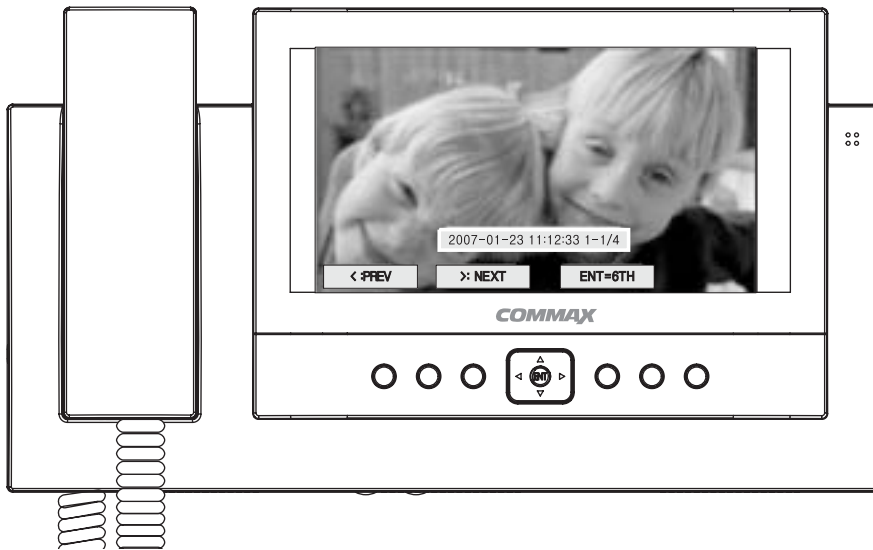 2007-01-23 11:12:33 1-1/4
< :PREV
>: NEXT
ENT=6TH
COMMAX
ENT